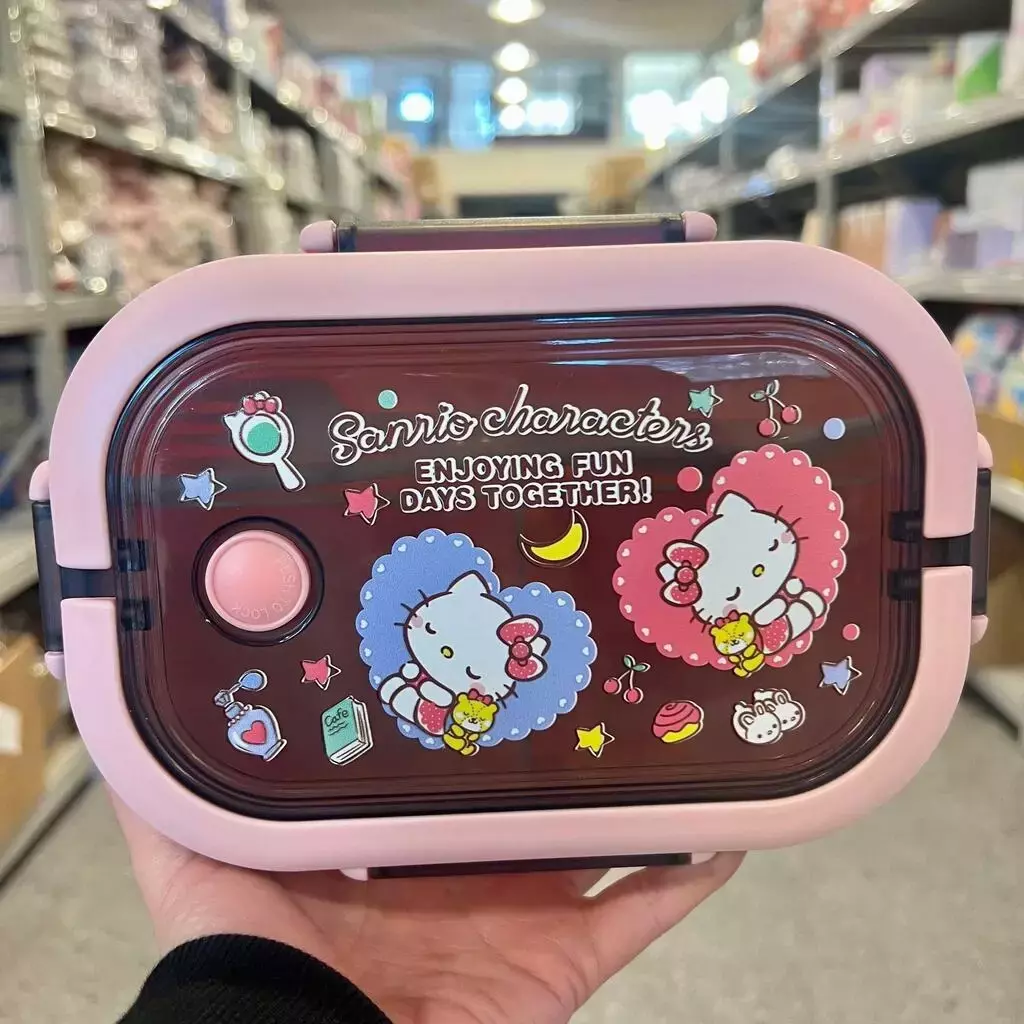 Sanrio characters
ENJOYING FUN
DAYS TOGETHER!
Cafe